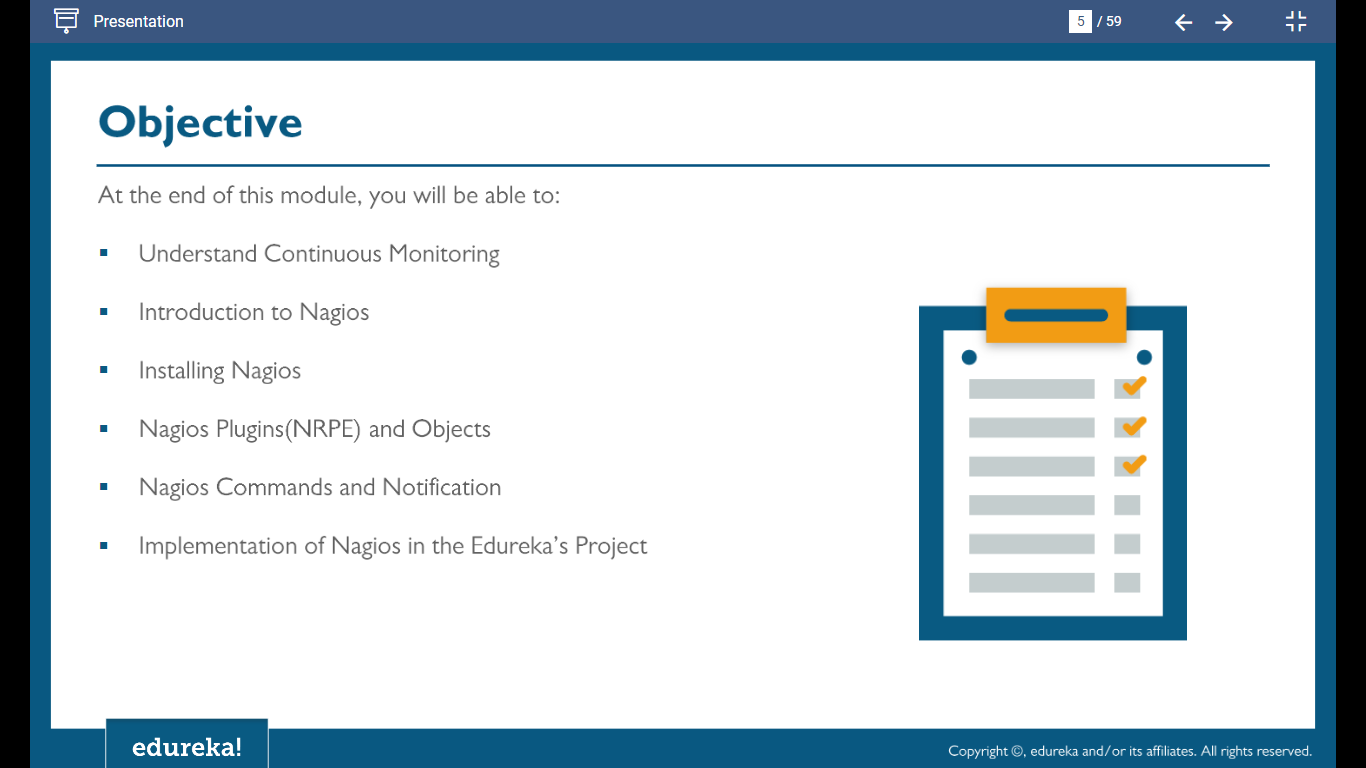 Presentation
5 / 59
Objective
At the end of this module, you will be able to:
▪ Understand Continuous Monitoring
▪ Introduction to Nagios
▪ Installing Nagios
▪ Nagios Plugins(NRPE) and Objects
▪ Nagios Commands and Notification
▪ Implementation of Nagios in the Edureka’s Project
edureka!
Copyright ©, edureka and/or its affiliates. All rights reserved.